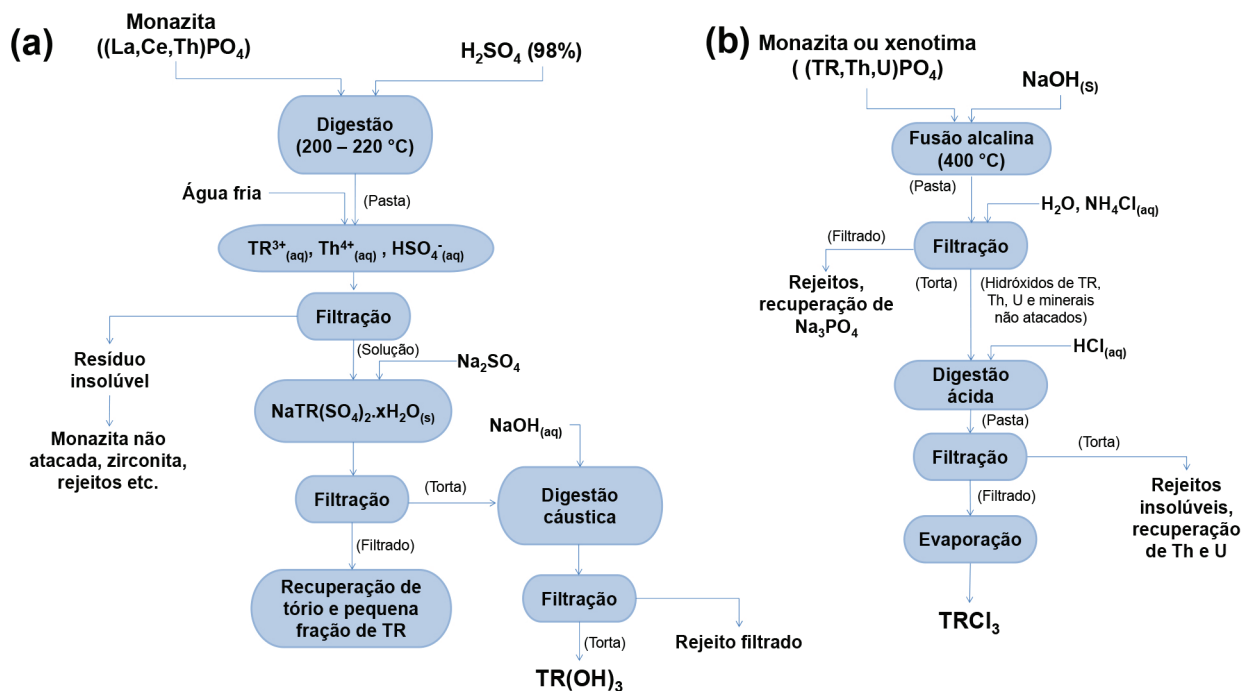 (a)
Monazita
((La,Ce,Th)PO₄)
H₂SO₄ (98%)
Digestão
(200 – 220 °C)
Água fria
(Pasta)
TR³⁺(aq), Th⁴⁺(aq) , HSO₄⁻(aq)
Filtração
(Solução)
Resíduo
insolúvel
Na₂SO₄
NaTR(SO₄)₂.xH₂O(s)
Monazita não
atacada, zirconita,
rejeitos etc.
NaOH(aq)
Filtração
(Torta)
Digestão
cáustica
(Filtrado)
Recuperação de
tório e pequena
fração de TR
Filtração
(Torta)
Rejeito filtrado
TR(OH)₃
(b)
Monazita ou xenotima
( (TR,Th,U)PO₄)
NaOH(S)
Fusão alcalina
(400 °C)
(Pasta)
H₂O, NH₄Cl(aq)
(Filtrado)
Filtração
Rejeitos,
recuperação de
Na₃PO₄
(Torta)
(Hidróxidos de TR,
Th, U e minerais
não atacados)
HCl(aq)
Digestão
ácida
(Pasta)
Filtração
(Torta)
(Filtrado)
Rejeitos
insolúveis,
recuperação
de Th e U
Evaporação
TRCl₃